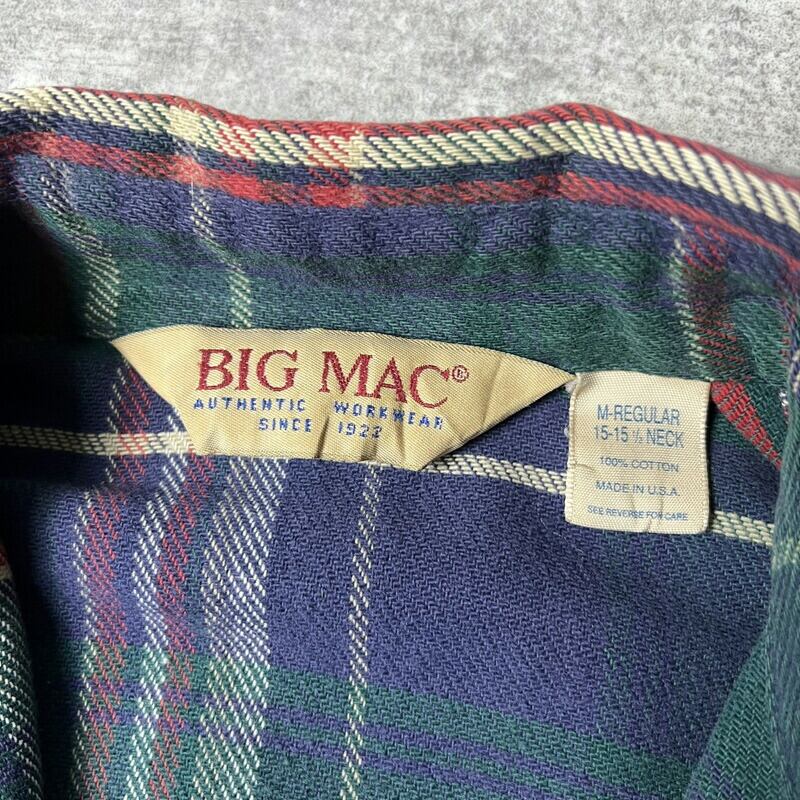 BIG MAC®
AUTHENTIC WORKWEAR
SINCE 1922
M-REGULAR
15-15 ½ NECK
100% COTTON
MADE IN U.S.A.
SEE REVERSE FOR CARE